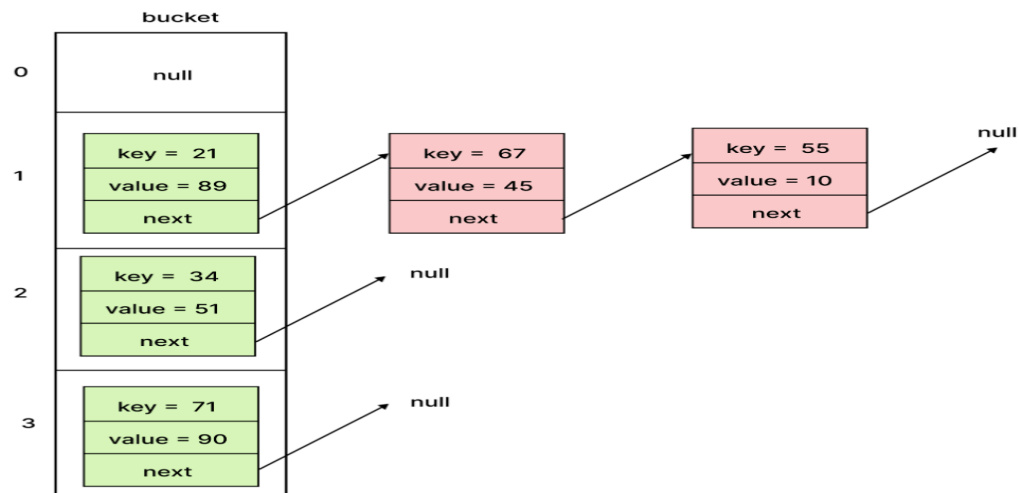 bucket
0
null
1
key = 21
value = 89
next
key = 67
value = 45
next
key = 55
value = 10
next
null
2
key = 34
value = 51
next
null
3
key = 71
value = 90
next
null